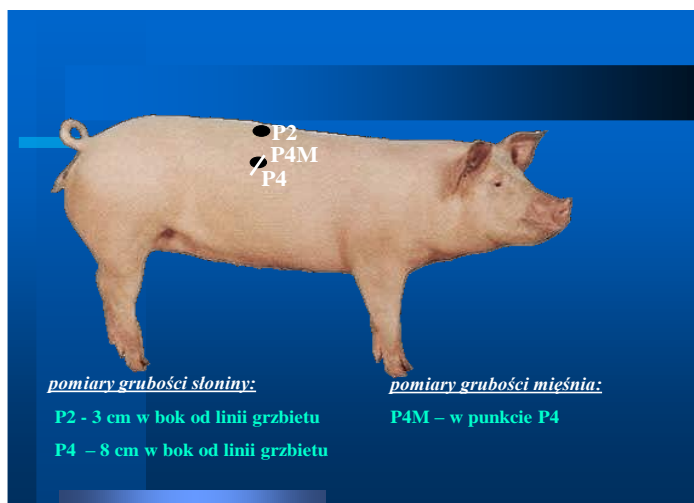 P2
P4M
P4
pomiary grubości słoniny:
P2 - 3 cm w bok od linii grzbietu
P4 – 8 cm w bok od linii grzbietu
pomiary grubości mięśnia:
P4M – w punkcie P4